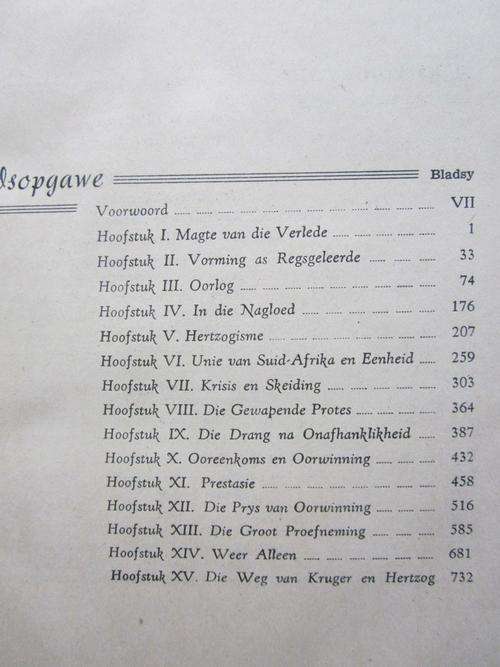 dsopgawe Bladsy
Voorwoord ..... VII
Hoofstuk I. Magte van die Verlede ..... 1
Hoofstuk II. Vorming as Regsgeleerde ..... 33
Hoofstuk III. Oorlog ..... 74
Hoofstuk IV. In die Nagloed ..... 176
Hoofstuk V. Hertzogisme ..... 207
Hoofstuk VI. Unie van Suid-Afrika en Eenheid ..... 259
Hoofstuk VII. Krisis en Skeiding ..... 303
Hoofstuk VIII. Die Gewapende Protes ..... 364
Hoofstuk IX. Die Drang na Onafhanklikheid ..... 387
Hoofstuk X. Ooreenkoms en Oorwinning ..... 432
Hoofstuk XI. Prestasie ..... 458
Hoofstuk XII. Die Prys van Oorwinning ..... 516
Hoofstuk XIII. Die Groot Proefneming ..... 585
Hoofstuk XIV. Weer Alleen ..... 681
Hoofstuk XV. Die Weg van Kruger en Hertzog 732